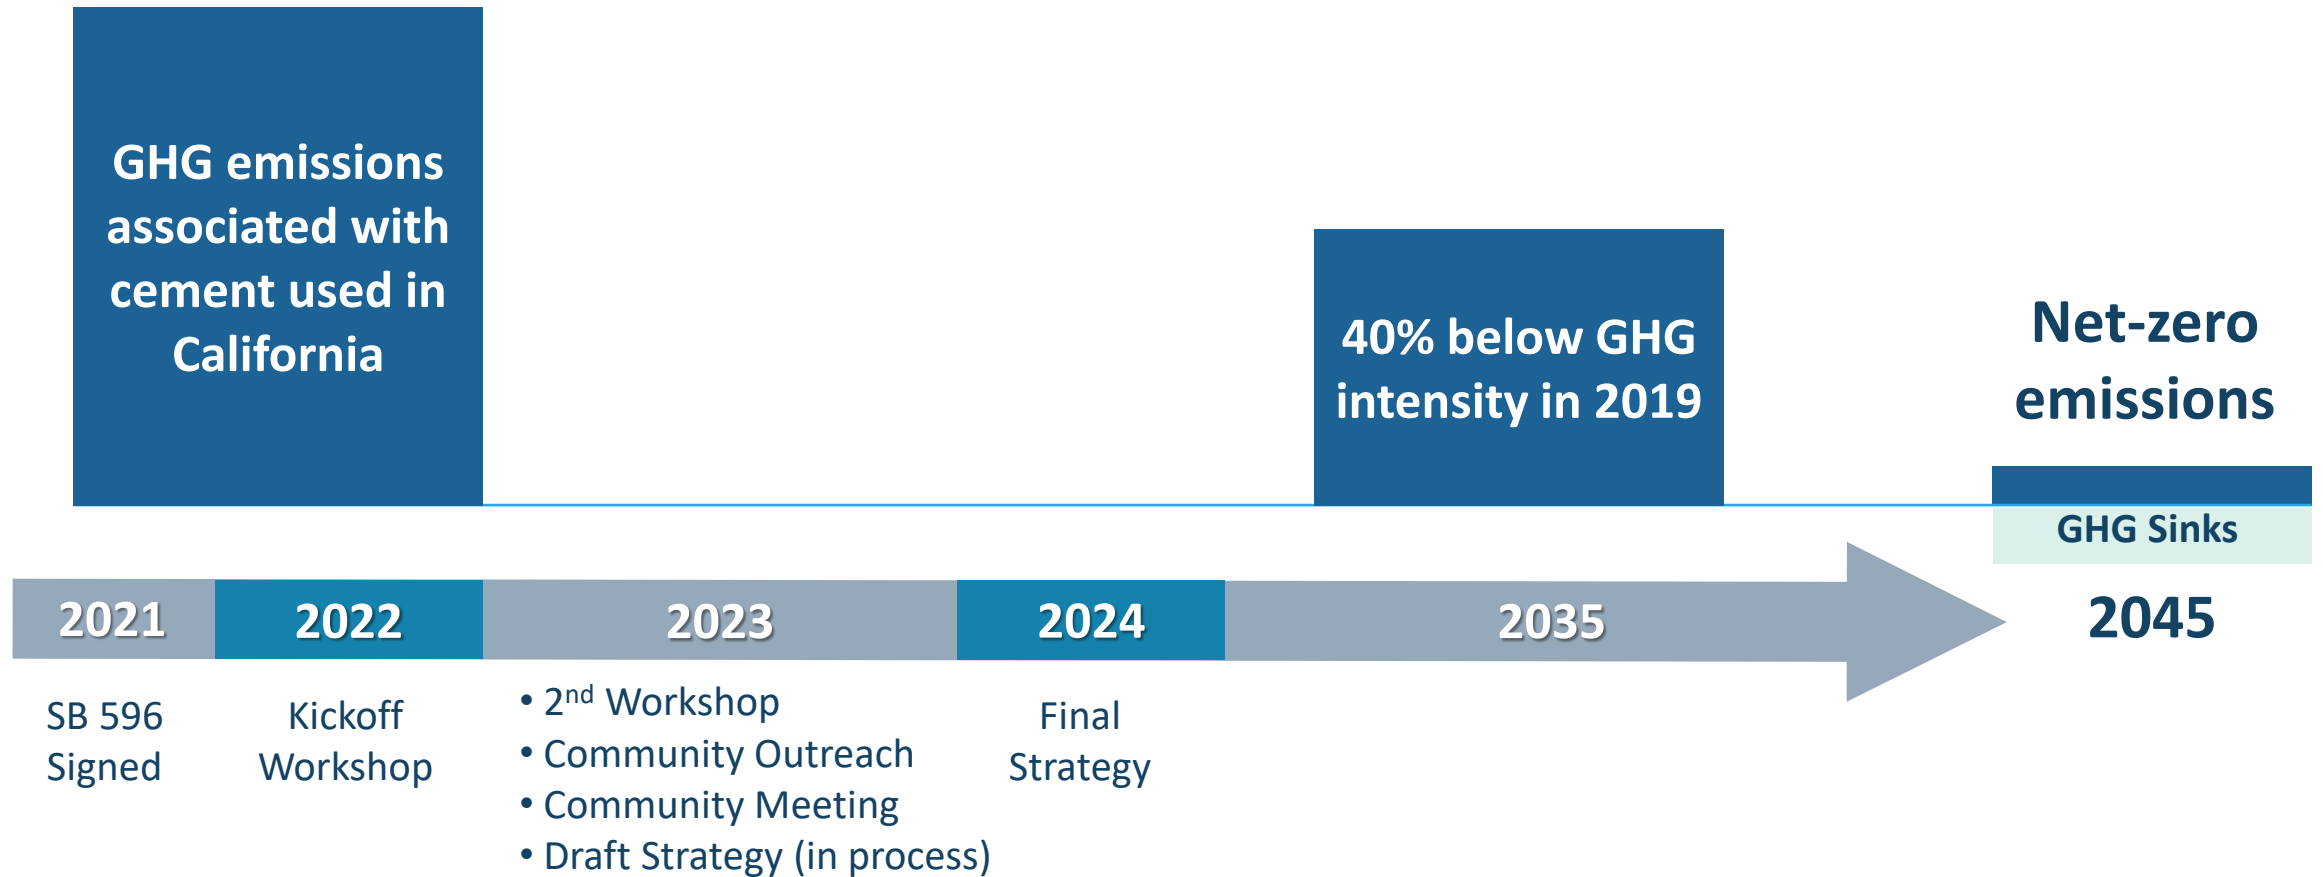 GHG emissions
associated with
cement used in
California
40% below GHG
intensity in 2019
Net-zero
emissions
GHG Sinks
2021
2022
2023
2024
2035
2045
SB 596
Signed
Kickoff
Workshop
• 2nd Workshop
• Community Outreach
• Community Meeting
• Draft Strategy (in process)
Final
Strategy